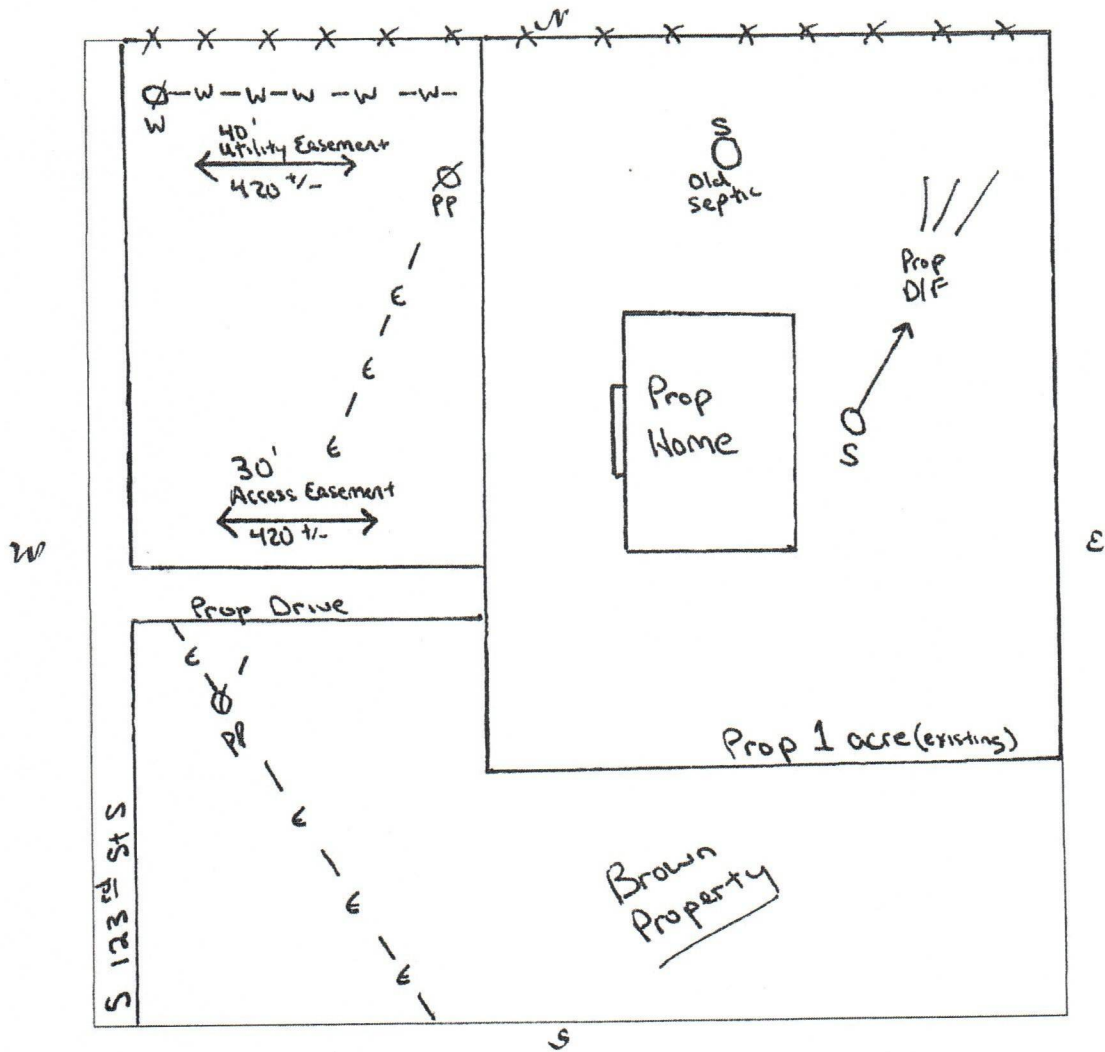 N
W
W W W W W
40'
Utility Easement
420 +/-
PP
E
E
E
30'
Access Easement
420 +/-
S
Old
Septic
Prop
D/F
Prop
Home
S
W
E
Prop Drive
E
PP
E
E
E
S 123rd St S
Prop 1 acre (existing)
Brown
Property
S